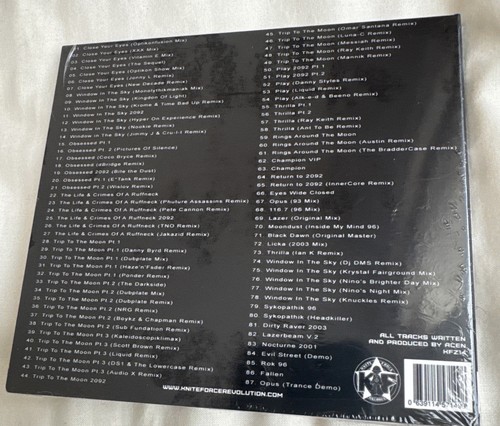 01. Close Your Eyes (Optikonfusion Mix)
02. Close Your Eyes (XXX Mix)
03. Close Your Eyes (Vitamin E Mix)
04. Close Your Eyes (The Sequel)
05. Close Your Eyes (Optikon Show Mix)
06. Close Your Eyes (Jonny L Remix)
07. Close Your Eyes (New Decade Remix)
08. Window In The Sky (Monolythikmaniak Mix)
09. Window In The Sky (Kingdom Of Light)
10. Window In The Sky (Krome & Time Bad Up Remix)
11. Window In The Sky 2092
12. Window In The Sky (Hyper On Experience Remix)
13. Window In The Sky (Nookie Remix)
14. Window In The Sky (Jimmy J & Cru-l-t Remix)
15. Obsessed Pt 1
16. Obsessed Pt. 2 (Pictures Of Silence)
17. Obsessed (Coco Bryce Remix)
18. Obsessed (dBridge Remix)
19. Obsessed 2092 (Bite the Dust)
20. Obsessed Pt 1 (E'Tank Remix)
21. Obsessed Pt 2 (Wislov Remix)
22. The Life & Crimes Of A Ruffneck
23. The Life & Crimes Of A Ruffneck (Phuture Assassins Remix)
24. The Life & Crimes Of A Ruffneck (Pete Cannon Remix)
25. The Life & Crimes Of A Ruffneck 2092
26. The Life & Crimes Of A Ruffneck (TNO Remix)
27. The Life & Crimes Of A Ruffneck (Jakazid Remix)
28. Trip To The Moon Pt 1
29. Trip To The Moon Pt 1 (Danny Byrd Remix)
30. Trip To The Moon Pt 1 (Dubplate Mix)
31. Trip To The Moon Pt 1 (Haze'n'Fader Remix)
32. Trip To The Moon Pt 1 (Ponder Remix)
33. Trip To The Moon Pt 2 (The Darkside)
34. Trip To The Moon Pt 2 (Dubplate Mix)
35. Trip To The Moon Pt 2 (Dubplate Remix)
36. Trip To The Moon Pt 2 (NRG Remix)
37. Trip To The Moon Pt 2 (Boykz & Chapman Remix)
38. Trip To The Moon Pt 2 (Sub Fundation Remix)
39. Trip To The Moon Pt 3 (Kaleidoscopiklimax)
40. Trip To The Moon Pt 3 (Scott Brown Remix)
41. Trip To The Moon Pt 3 (Liquid Remix)
42. Trip To The Moon Pt 3 (DS1 & The Lowercase Remix)
43. Trip To The Moon Pt 3 (Audio X Remix)
44. Trip To The Moon 2092
45. Trip To The Moon (Omar Santana Remix)
46. Trip To The Moon (Luna-C Remix)
47. Trip To The Moon (Messiah Remix)
48. Trip To The Moon (Ray Keith Remix)
49. Trip To The Moon (Mannik Remix)
50. Play 2092 Pt 1
51. Play 2092 Pt 2
52. Play (Danny Styles Remix)
53. Play (Liquid Remix)
54. Play (Alk-e-d & Beeno Remix)
55. Thrilla Pt 1
56. Thrilla Pt 2
57. Thrilla (Ray Keith Remix)
58. Thrilla (Ant To Be Remix)
59. Rings Around The Moon
60. Rings Around The Moon (Austin Remix)
61. Rings Around The Moon (The BradderCase Remix)
62. Champion VIP
63. Champion
64. Return to 2092
65. Return to 2092 (InnerCore Remix)
66. Eyes Wide Closed
67. Opus (93 Mix)
68. 118.7 (96 Mix)
69. Lazer (Original Mix)
70. Moondust (Inside My Mind 96)
71. Black Dawn (Original Master)
72. Licka (2003 Mix)
73. Thrilla (Ian K Remix)
74. Window In The Sky (Dj DMS Remix)
75. Window In The Sky (Krystal Fairground Mix)
76. Window In The Sky (Nino's Brighter Day Mix)
77. Window In The Sky (Nino's Night Mix)
78. Window In The Sky (Knuckles Remix)
79. Sykopathik 96
80. Sykopathik (Headkiller)
81. Dirty Raver 2003
82. Lazerbeam V.2
83. Nocturne 2001
84. Evil Street (Demo)
85. Rok 96
86. Fallen
87. Opus (Trance Demo)
ALL TRACKS WRITTEN
AND PRODUCED BY ACEN
WWW.KNITEFORCEREVOLUTION.COM